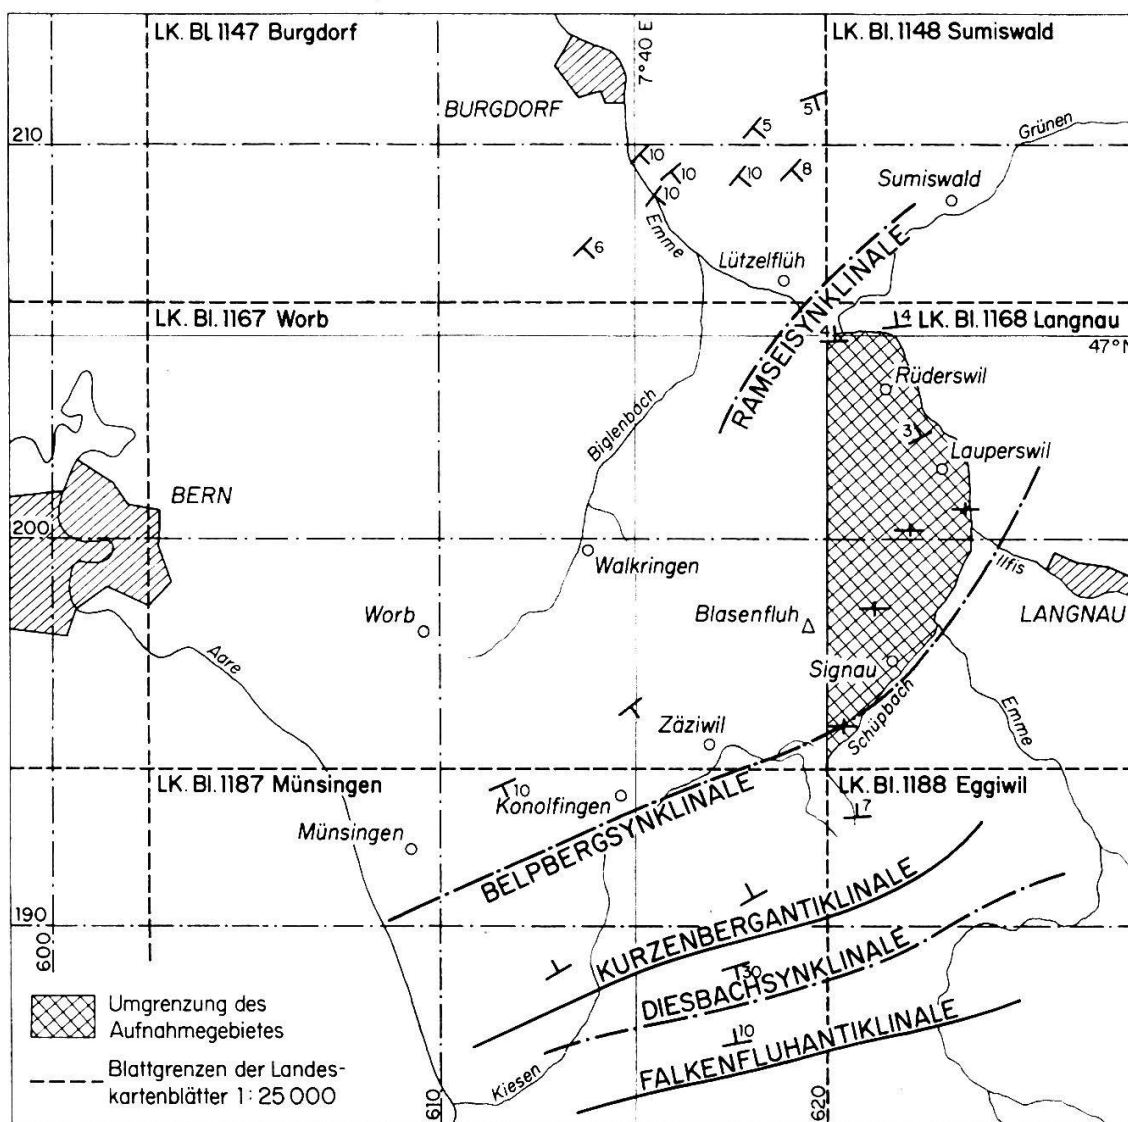 LK. Bl. 1147 Burgdorf
7°40 E
LK. Bl. 1148 Sumiswald
BURGDORF
5
5
Grünen
210
10
10
10
8
10
Sumiswald
Emme
6
Lützelflüh
RAMSEISYNKLINALE
LK. Bl. 1167 Worb
4
4
LK. Bl. 1168 Langnau
47°N
Rüderswil
Biglenbach
3
Lauperswil
BERN
200
Walkringen
Ilfis
Worb
Blasenfluh
LANGNAU
Aare
Signau
Schüpbach
Emme
Zäziwil
LK. Bl. 1187 Münsingen
10
Konolfingen
BELPBERGSYNKLINALE
LK. Bl. 1188 Eggiwil
7
Münsingen
190
600
KURZENBERGANTIKLINALE
30
DIESBACHSYNKLINALE
10
FALKENFLUHANTIKLINALE
Umgrenzung des
Aufnahmegebietes
Blattgrenzen der Landes-
kartenblätter 1:25 000
610
Kiesen
620